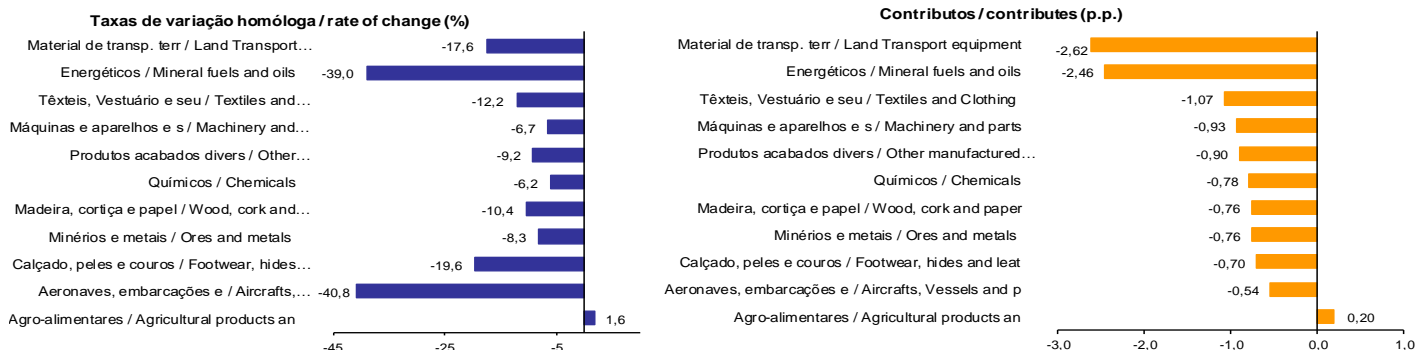 Taxas de variação homóloga / rate of change (%)
Material de transp. terr / Land Transport…
-17,6
Energéticos / Mineral fuels and oils
-39,0
Têxteis, Vestuário e seu / Textiles and…
-12,2
Máquinas e aparelhos e s / Machinery and…
-6,7
Produtos acabados divers / Other…
-9,2
Químicos / Chemicals
-6,2
Madeira, cortiça e papel / Wood, cork and…
-10,4
Minérios e metais / Ores and metals
-8,3
Calçado, peles e couros / Footwear, hides…
-19,6
Aeronaves, embarcações e / Aircrafts,…
-40,8
Agro-alimentares / Agricultural products an
1,6
-45 -25 -5
Contributos / contributes (p.p.)
Material de transp. terr / Land Transport equipment
-2,62
Energéticos / Mineral fuels and oils
-2,46
Têxteis, Vestuário e seu / Textiles and Clothing
-1,07
Máquinas e aparelhos e s / Machinery and parts
-0,93
Produtos acabados divers / Other manufactured…
-0,90
Químicos / Chemicals
-0,78
Madeira, cortiça e papel / Wood, cork and paper
-0,76
Minérios e metais / Ores and metals
-0,76
Calçado, peles e couros / Footwear, hides and leat
-0,70
Aeronaves, embarcações e / Aircrafts, Vessels and p
-0,54
Agro-alimentares / Agricultural products an
0,20
-3,0 -2,0 -1,0 0,0 1,0